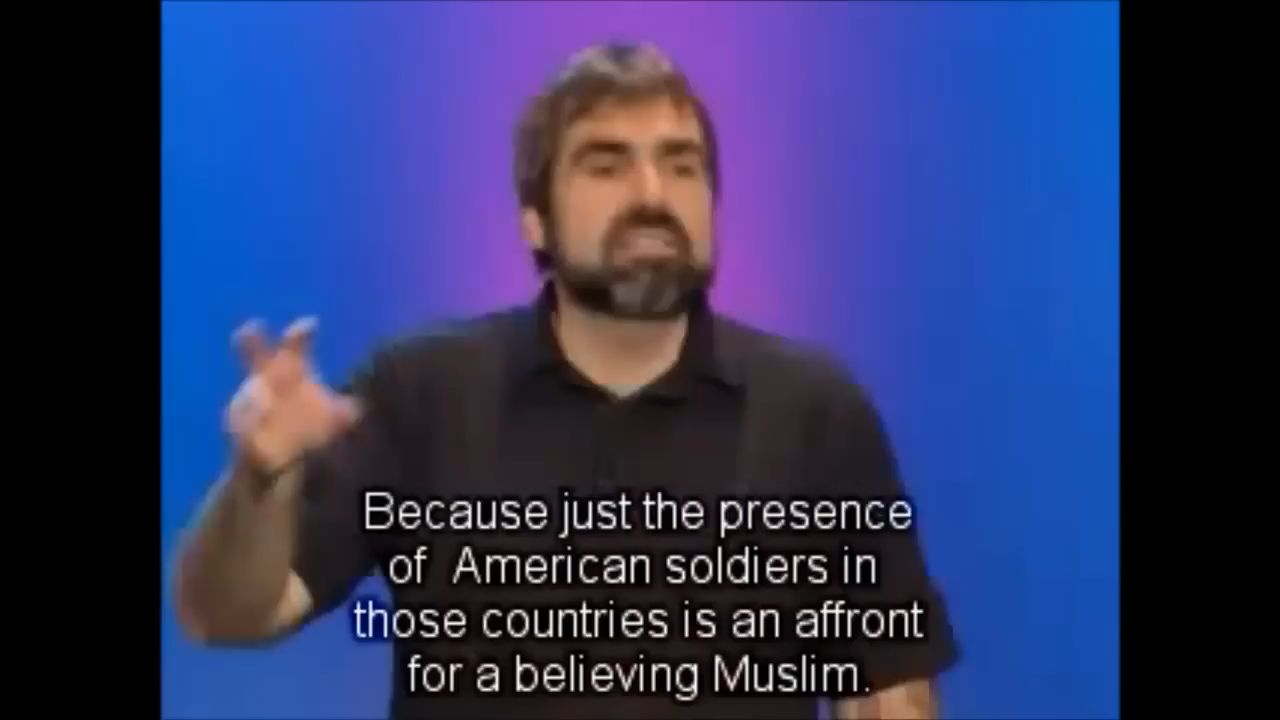 Because just the presence
of American soldiers in
those countries is an affront
for a believing Muslim.